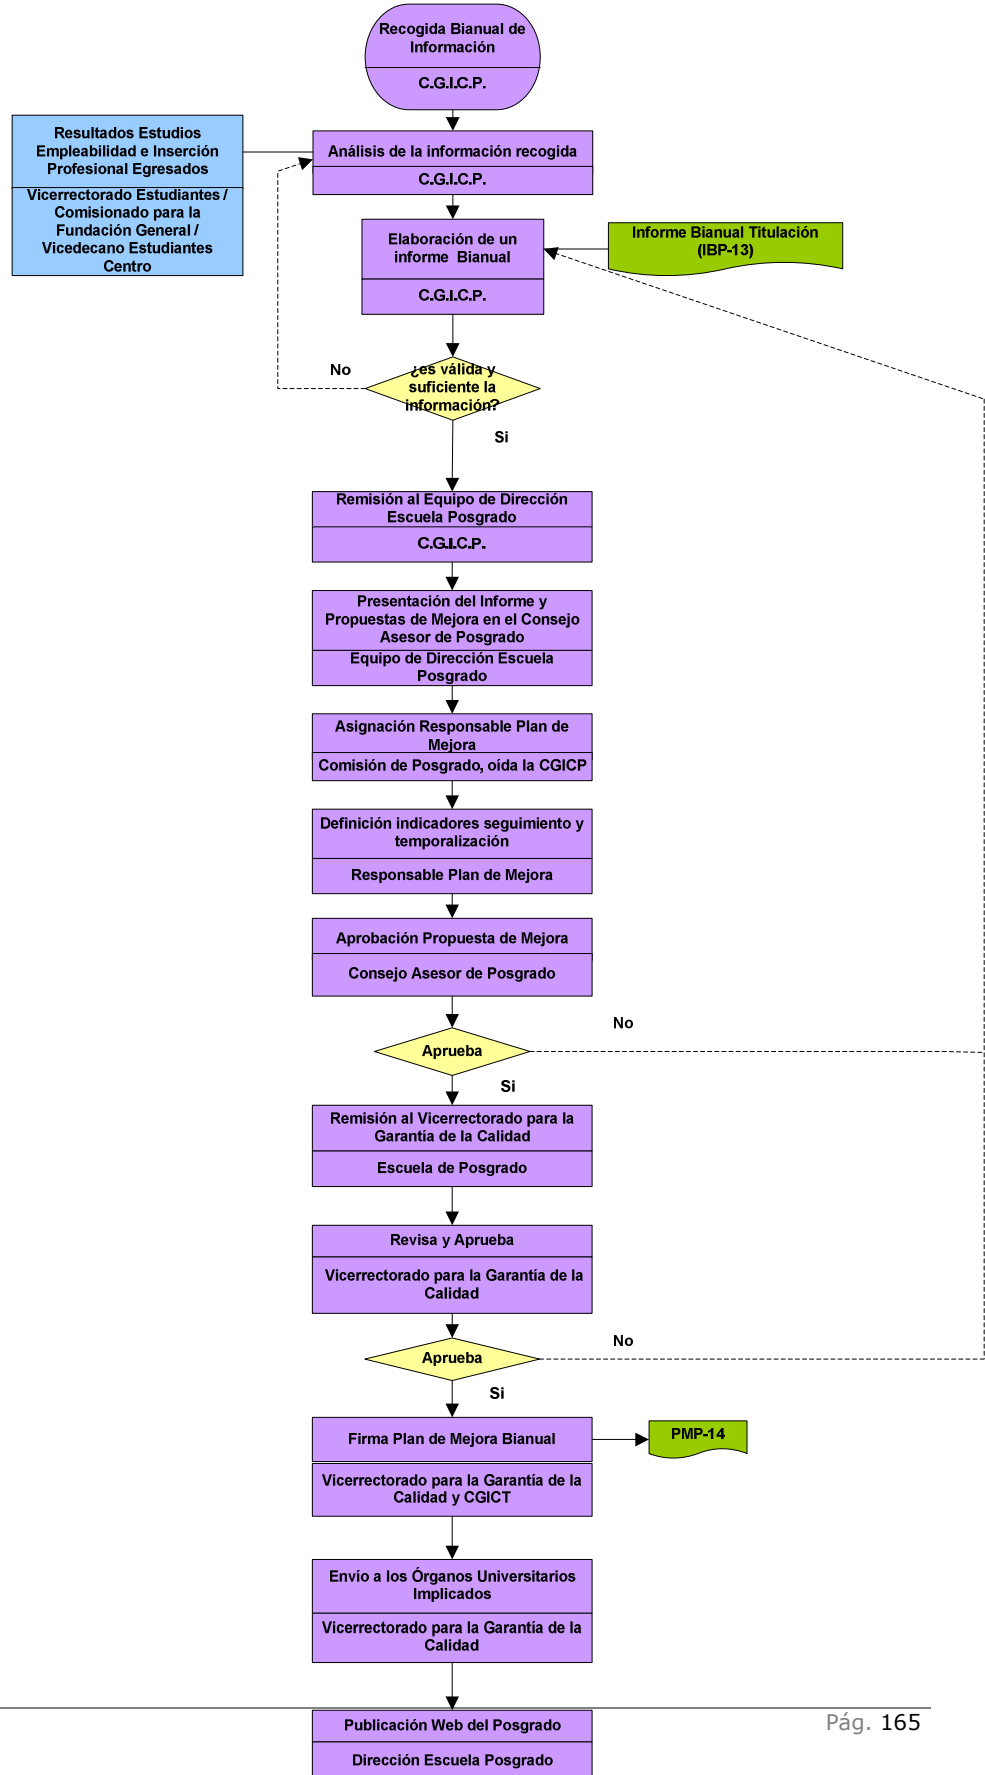 Recogida Bianual de
Información
C.G.I.C.P.
Resultados Estudios
Empleabilidad e Inserción
Profesional Egresados
Vicerrectorado Estudiantes /
Comisionado para la
Fundación General /
Vicedecano Estudiantes
Centro
Análisis de la información recogida
C.G.I.C.P.
Elaboración de un
informe Bianual
C.G.I.C.P.
Informe Bianual Titulación
(IBP-13)
No
¿es válida y
suficiente la
información?
Si
Remisión al Equipo de Dirección
Escuela Posgrado
C.G.I.C.P.
Presentación del Informe y
Propuestas de Mejora en el Consejo
Asesor de Posgrado
Equipo de Dirección Escuela
Posgrado
Asignación Responsable Plan de
Mejora
Comisión de Posgrado, oída la CGICP
Definición indicadores seguimiento y
temporalización
Responsable Plan de Mejora
Aprobación Propuesta de Mejora
Consejo Asesor de Posgrado
No
Aprueba
Si
Remisión al Vicerrectorado para la
Garantía de la Calidad
Escuela de Posgrado
Revisa y Aprueba
Vicerrectorado para la Garantía de la
Calidad
No
Aprueba
Si
Firma Plan de Mejora Bianual
PMP-14
Vicerrectorado para la Garantía de la
Calidad y CGICT
Envío a los Órganos Universitarios
Implicados
Vicerrectorado para la Garantía de la
Calidad
Publicación Web del Posgrado
Dirección Escuela Posgrado
Pág. 165